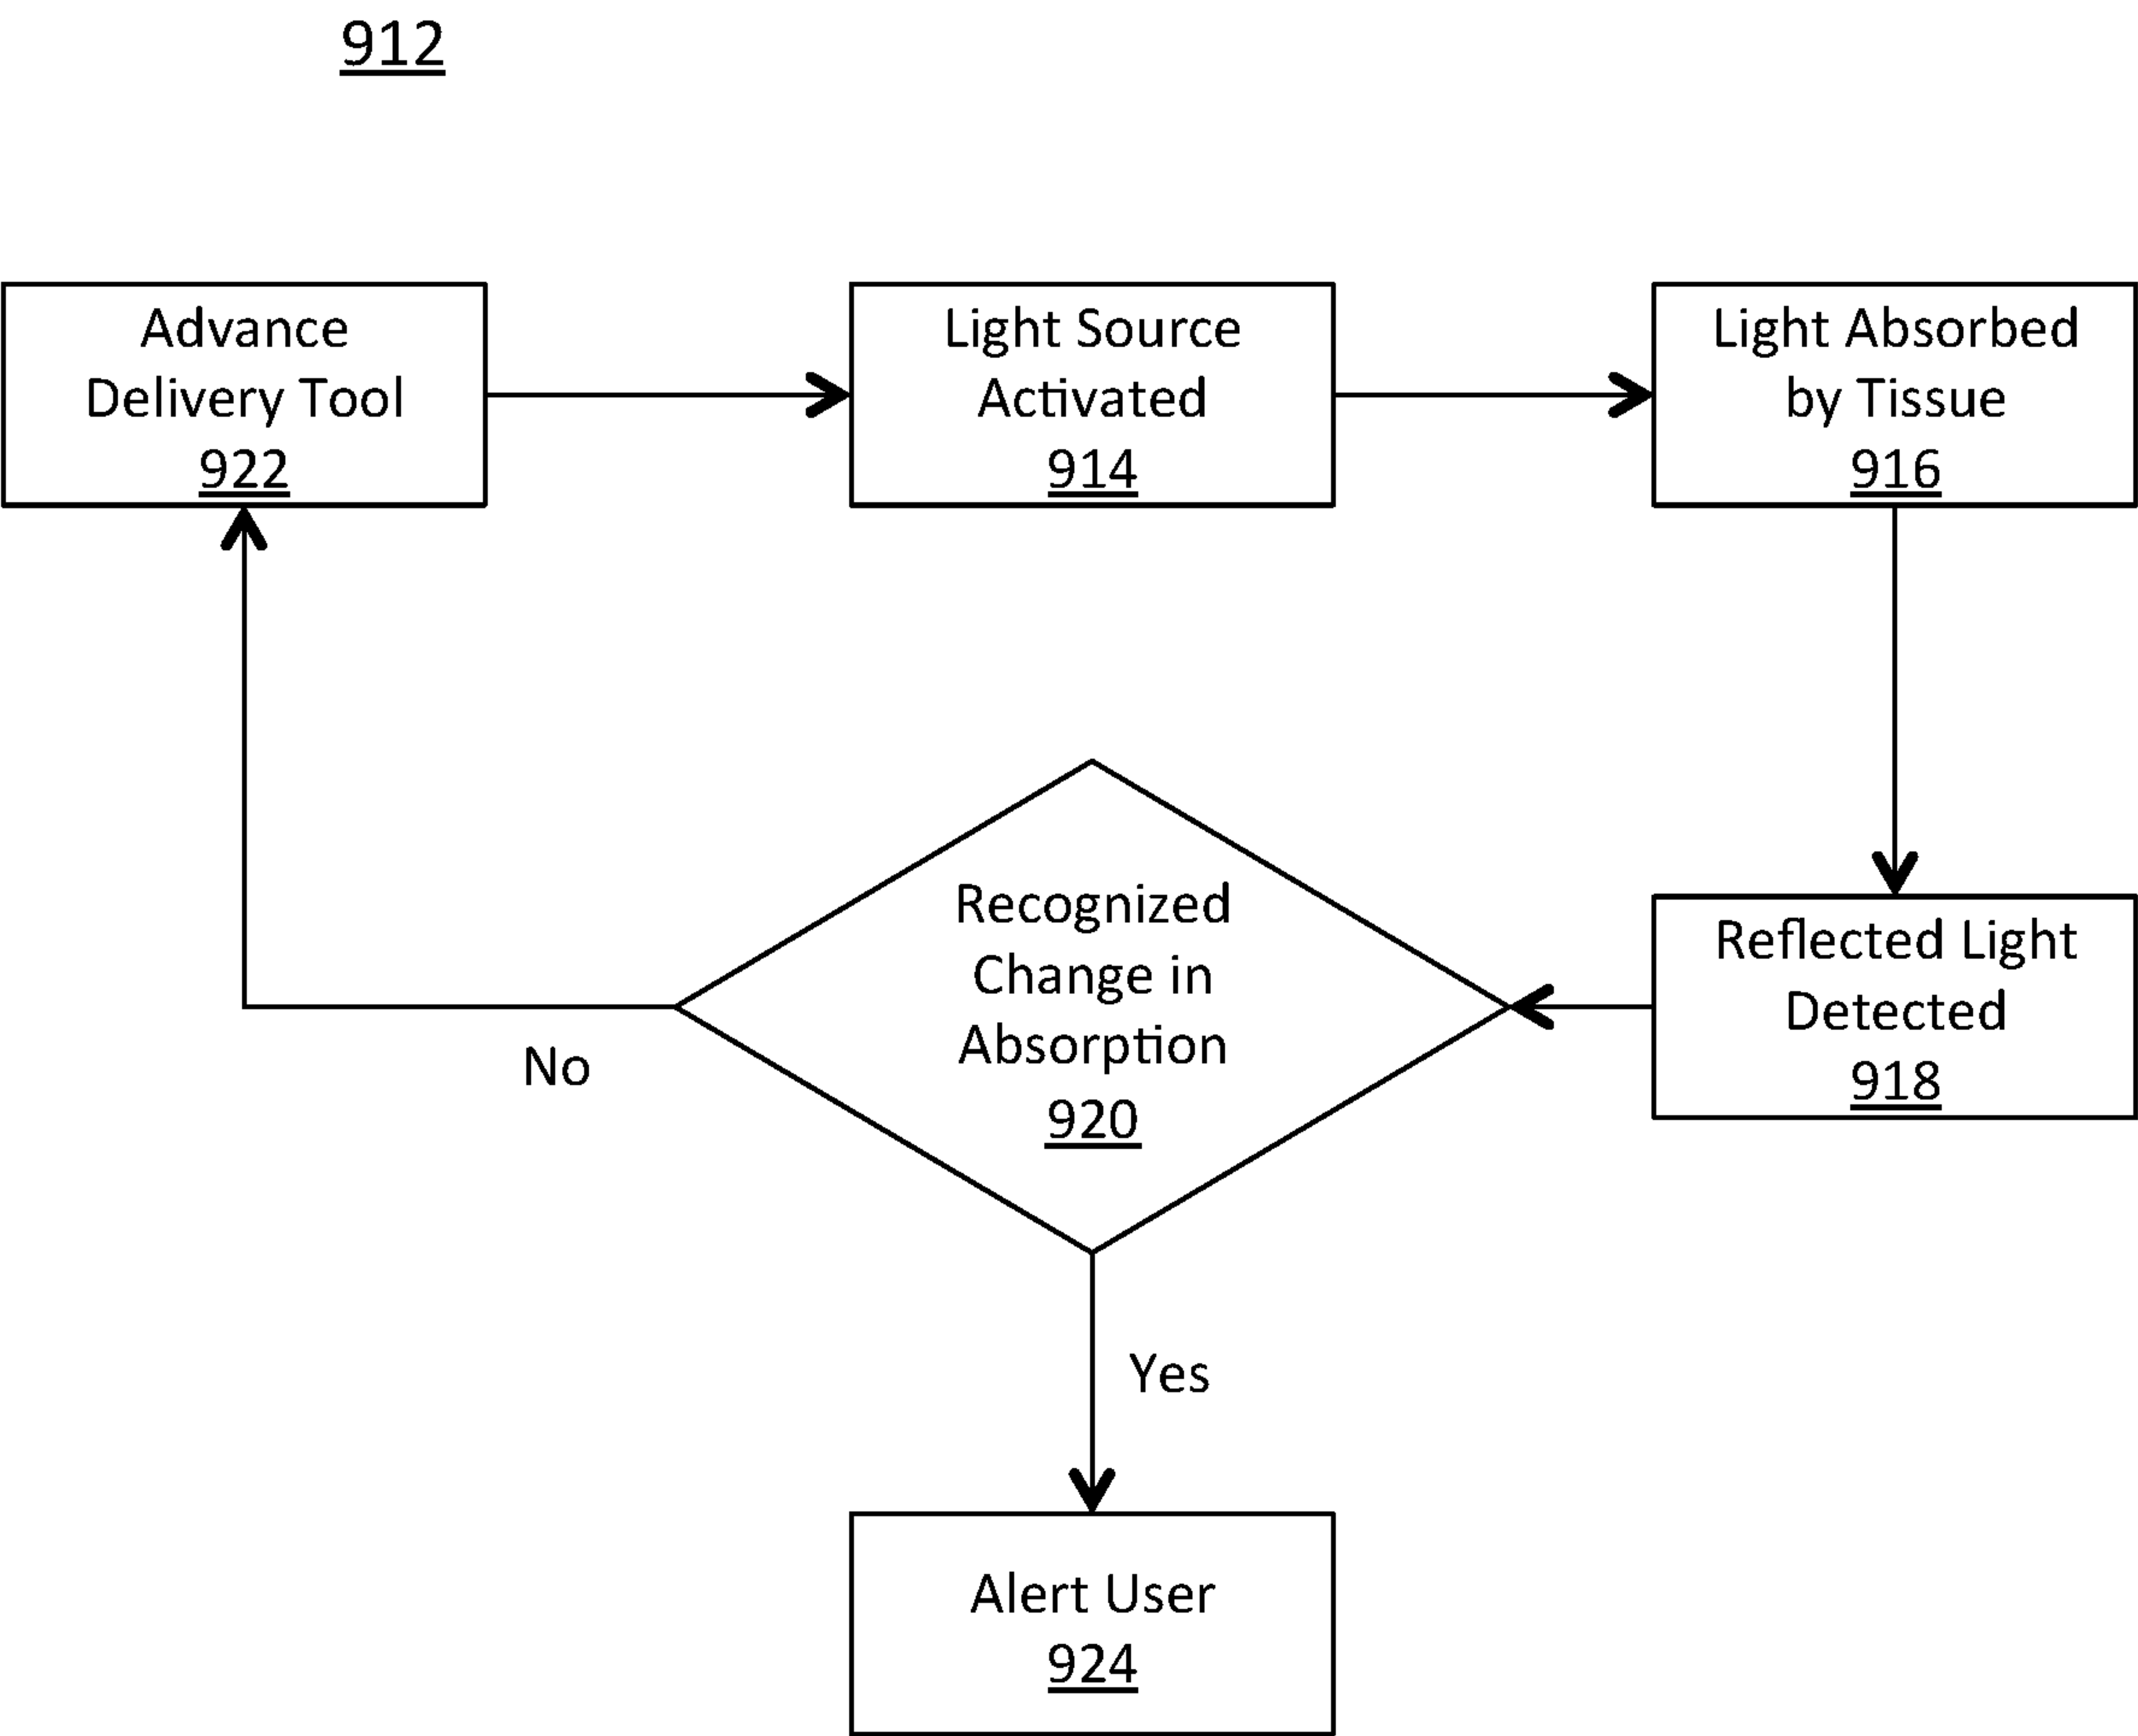 912
Advance
Delivery Tool
922
Light Source
Activated
914
Light Absorbed
by Tissue
916
Recognized
Change in
Absorption
920
Reflected Light
Detected
918
No
Yes
Alert User
924